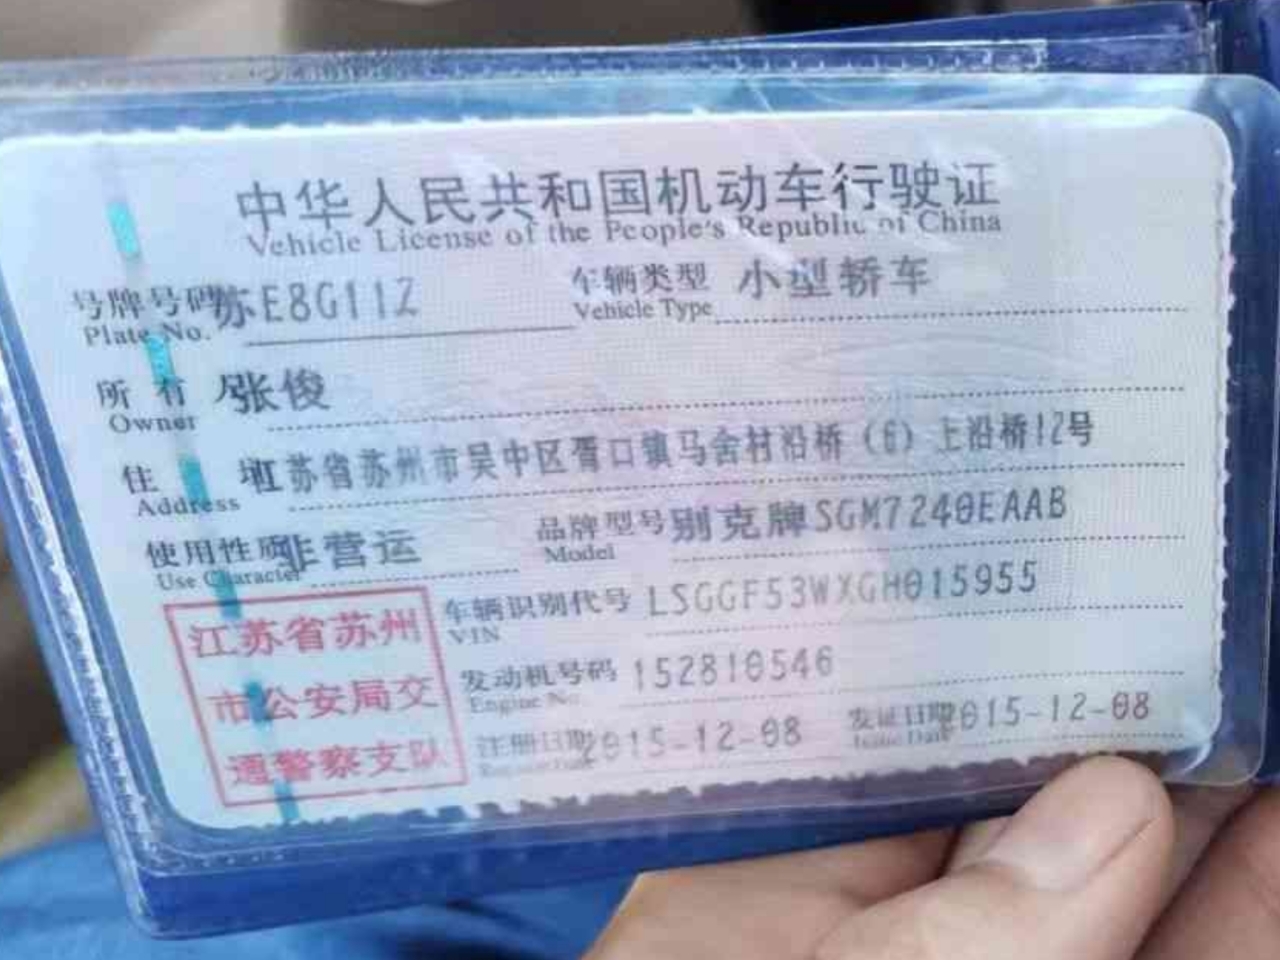 中华人民共和国机动车行驶证
Vehicle License of the People's Republic of China
号牌号码 苏E8G11Z 车辆类型 小型轿车
Plate No. Vehicle Type
所有人 张俊
Owner
住址 江苏省苏州市吴中区胥口镇马舍村沿桥（6）上沿桥12号
Address
使用性质 非营运 品牌型号 别克牌SGM7240EAAB
Use Character Model
江苏省苏州
市公安局交
通警察支队
车辆识别代号 LSGGF53WXGH015955
VIN
发动机号码 152810546
Engine No.
注册日期 2015-12-08 发证日期 2015-12-08
Register Date Issue Date